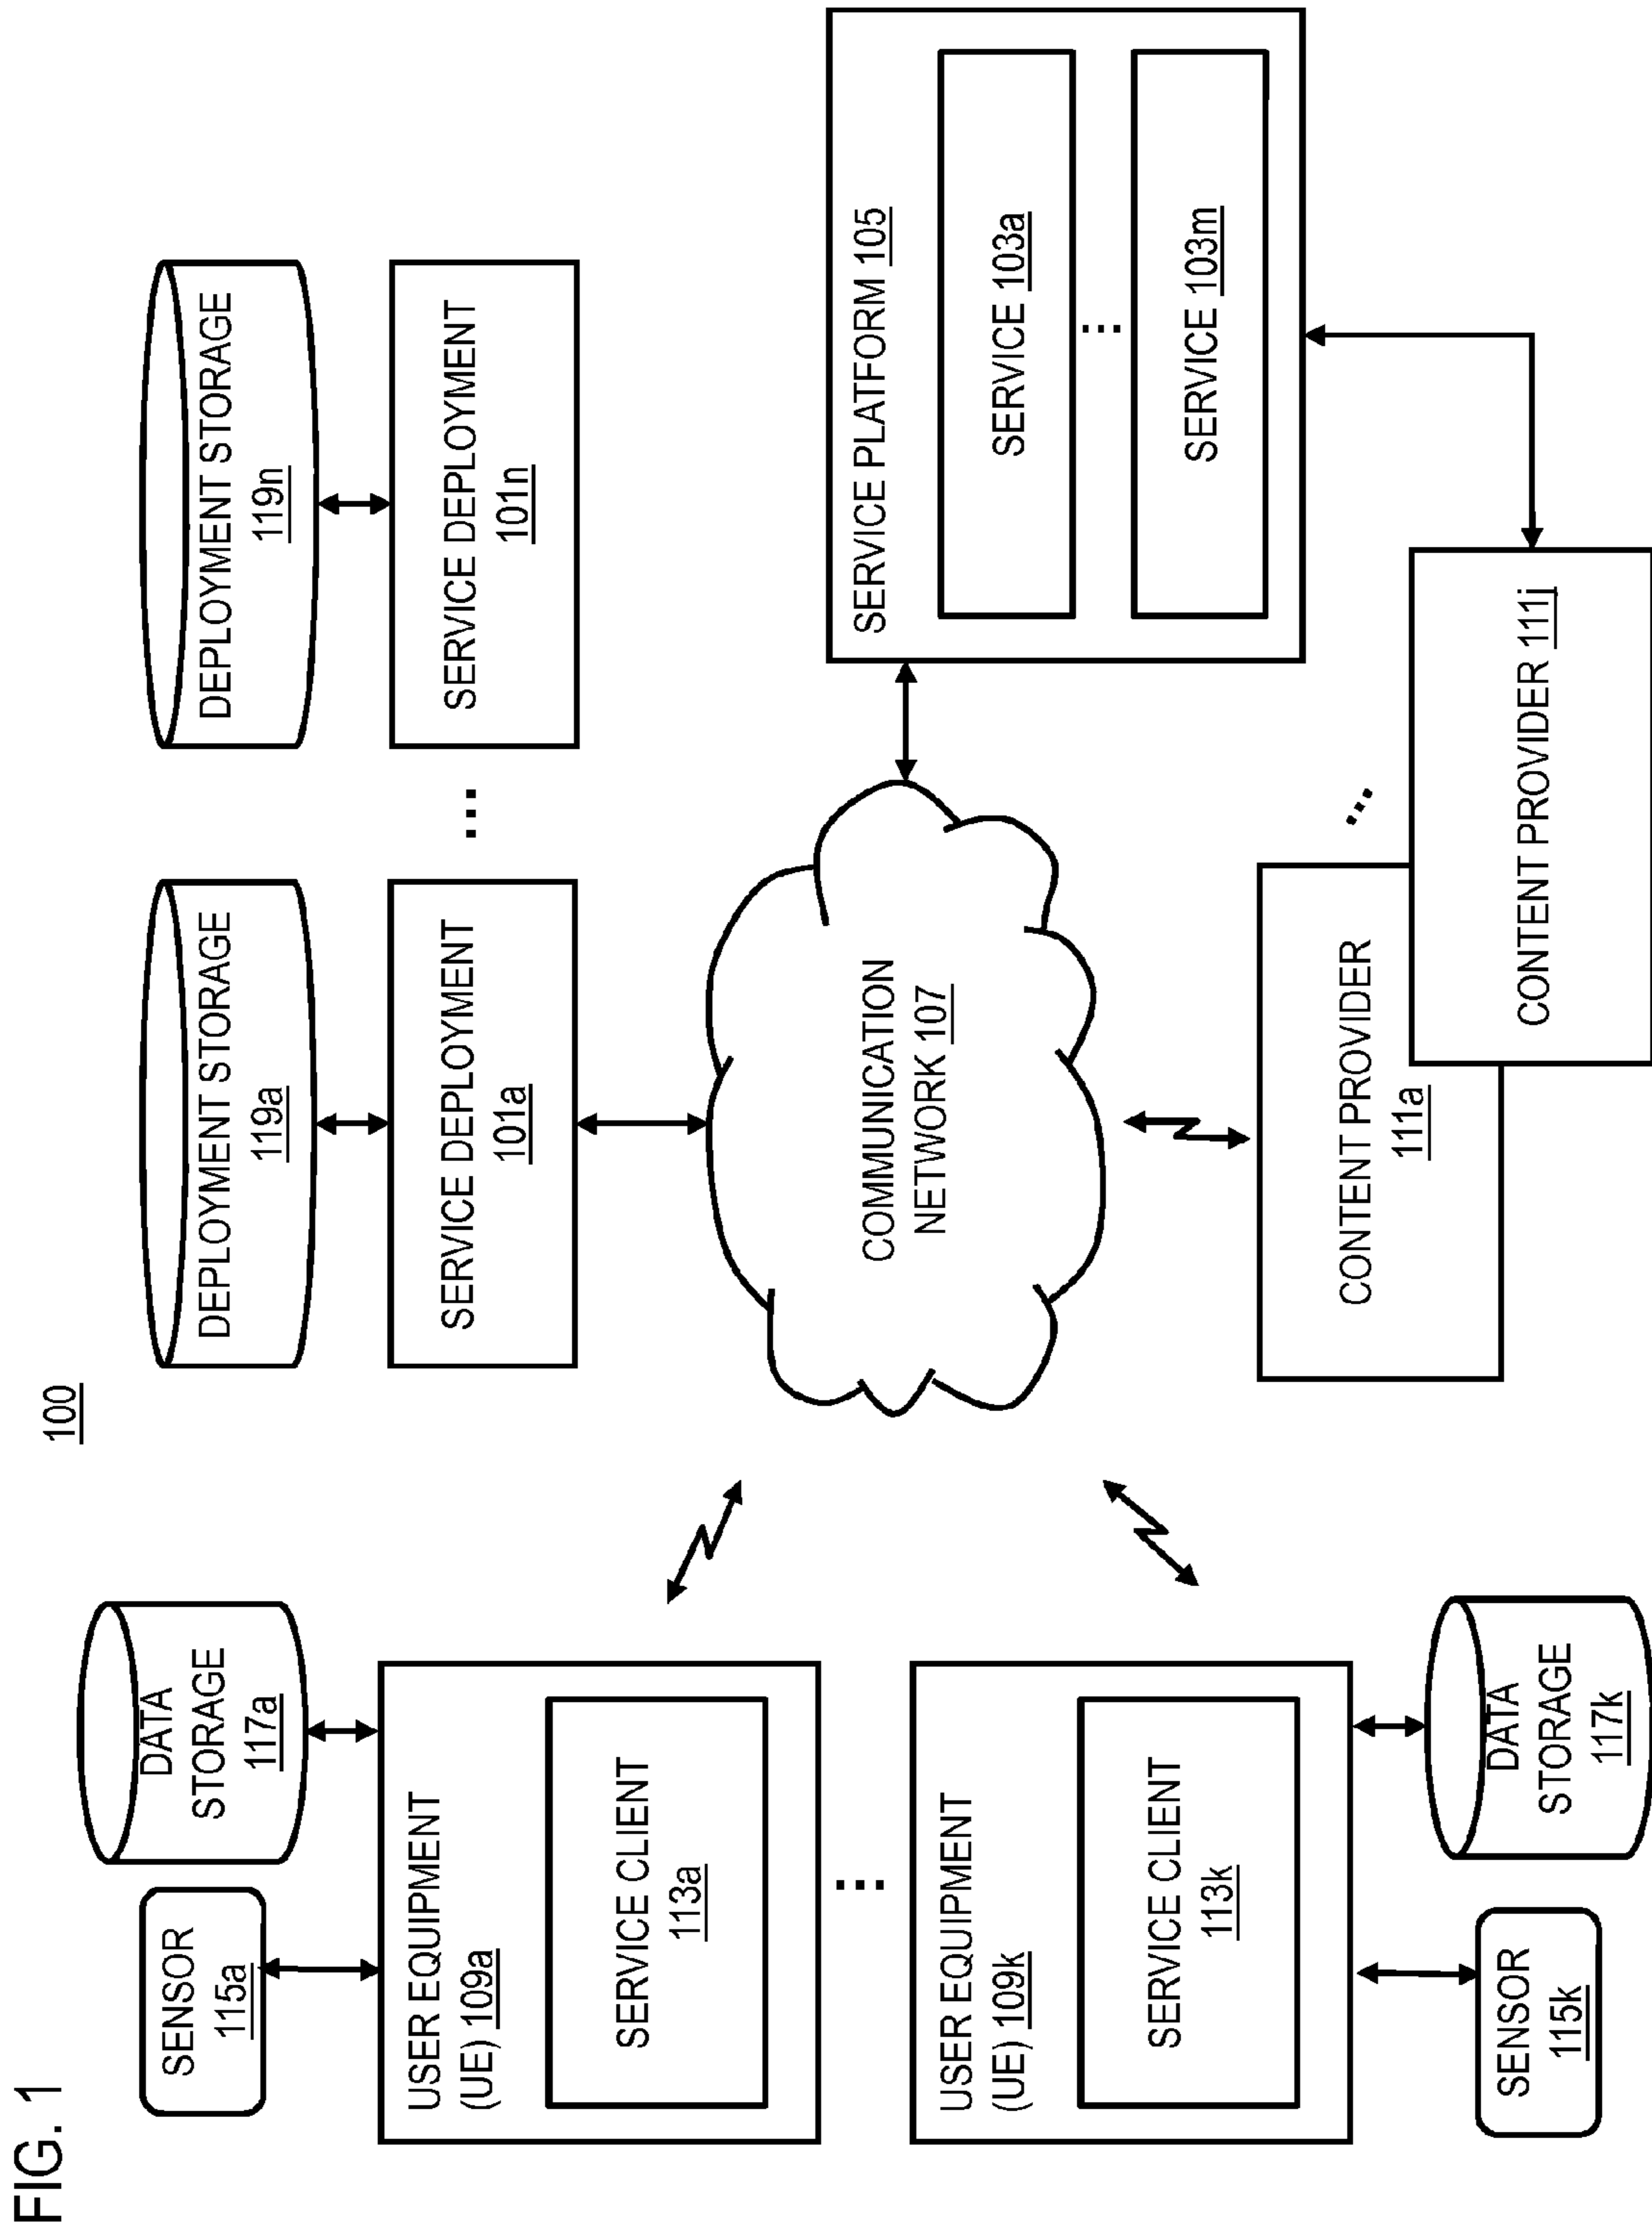 FIG. 1
100
SENSOR
115a
DATA
STORAGE
117a
DEPLOYMENT STORAGE
119a
DEPLOYMENT STORAGE
119n
USER EQUIPMENT
(UE) 109a
SERVICE CLIENT
113a
SERVICE DEPLOYMENT
101a
...
SERVICE DEPLOYMENT
101n
...
COMMUNICATION
NETWORK 107
SERVICE PLATFORM 105
SERVICE 103a
...
SERVICE 103m
USER EQUIPMENT
(UE) 109k
SERVICE CLIENT
113k
CONTENT PROVIDER
111a
...
CONTENT PROVIDER 111j
SENSOR
115k
DATA
STORAGE
117k